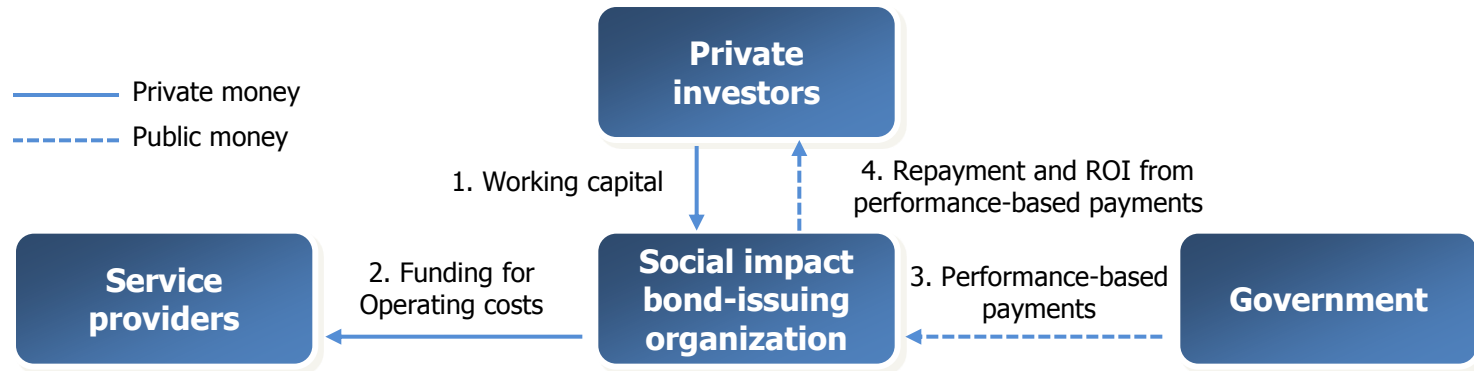 Private
investors
Private money
Public money
1. Working capital
4. Repayment and ROI from
performance-based payments
Service
providers
2. Funding for
Operating costs
Social impact
bond-issuing
organization
3. Performance-based
payments
Government